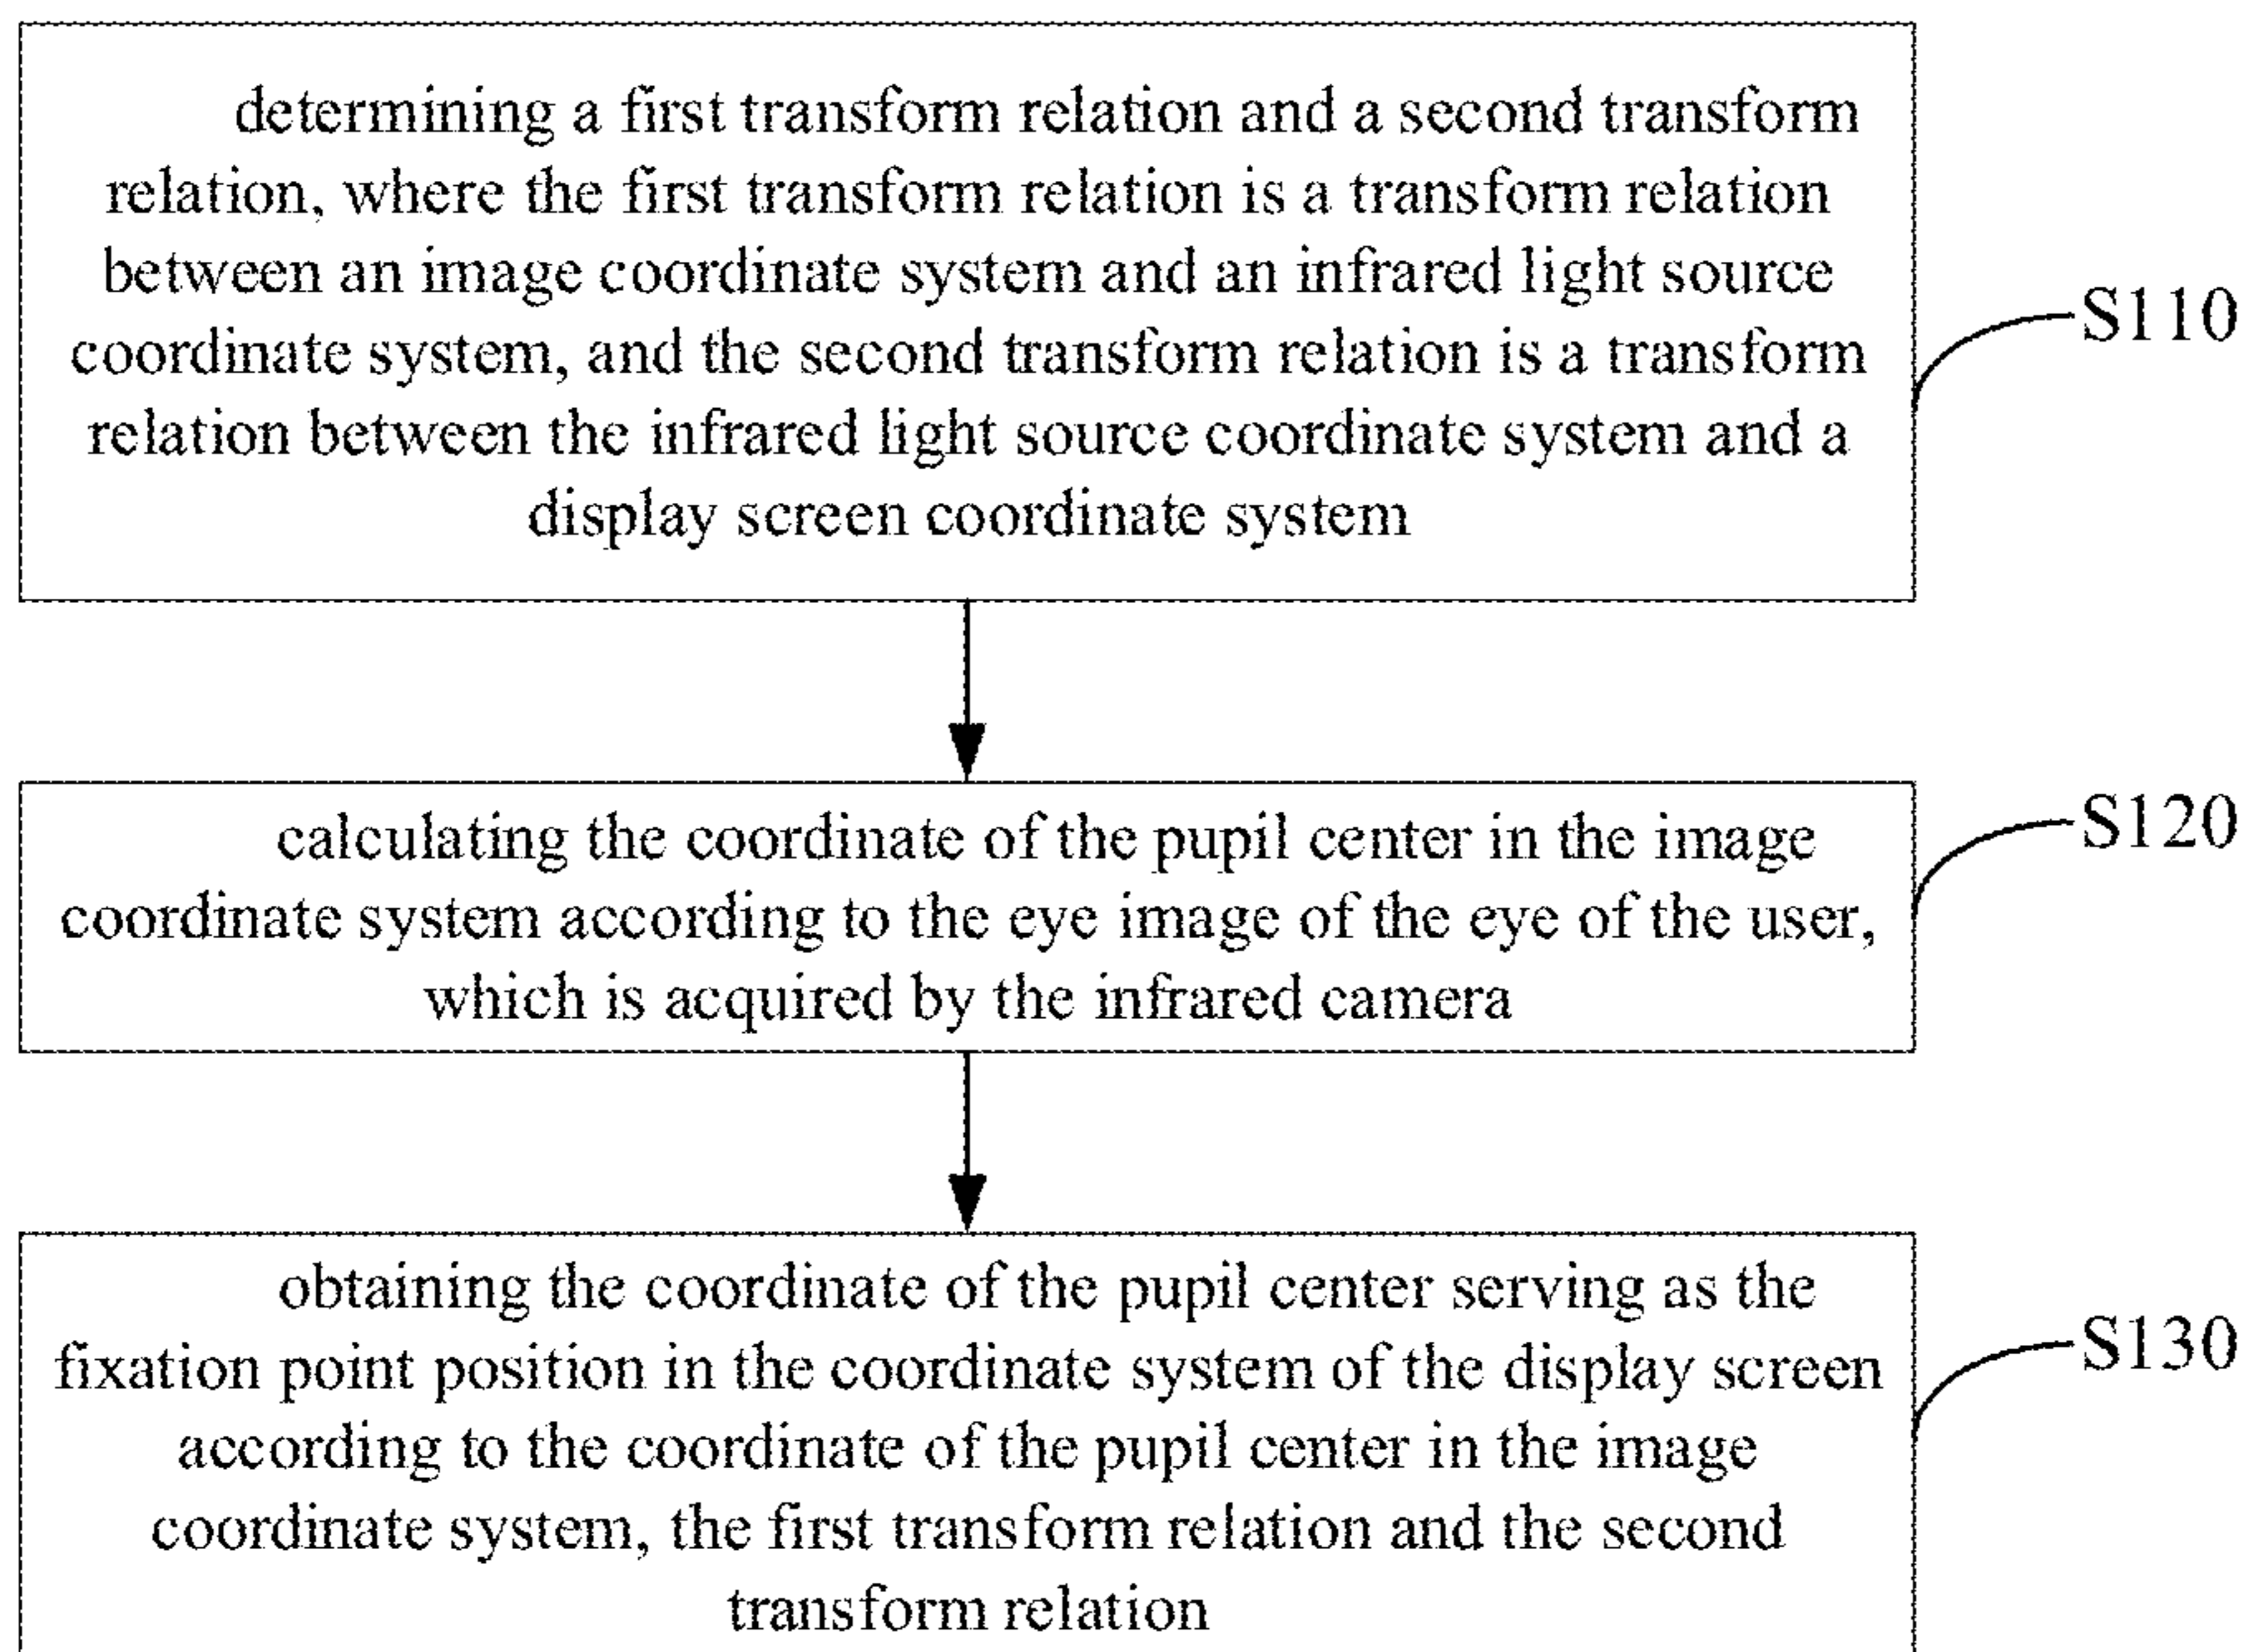 determining a first transform relation and a second transform
relation, where the first transform relation is a transform relation
between an image coordinate system and an infrared light source
coordinate system, and the second transform relation is a transform
relation between the infrared light source coordinate system and a
display screen coordinate system
S110
calculating the coordinate of the pupil center in the image
coordinate system according to the eye image of the eye of the user,
which is acquired by the infrared camera
S120
obtaining the coordinate of the pupil center serving as the
fixation point position in the coordinate system of the display screen
according to the coordinate of the pupil center in the image
coordinate system, the first transform relation and the second
transform relation
S130